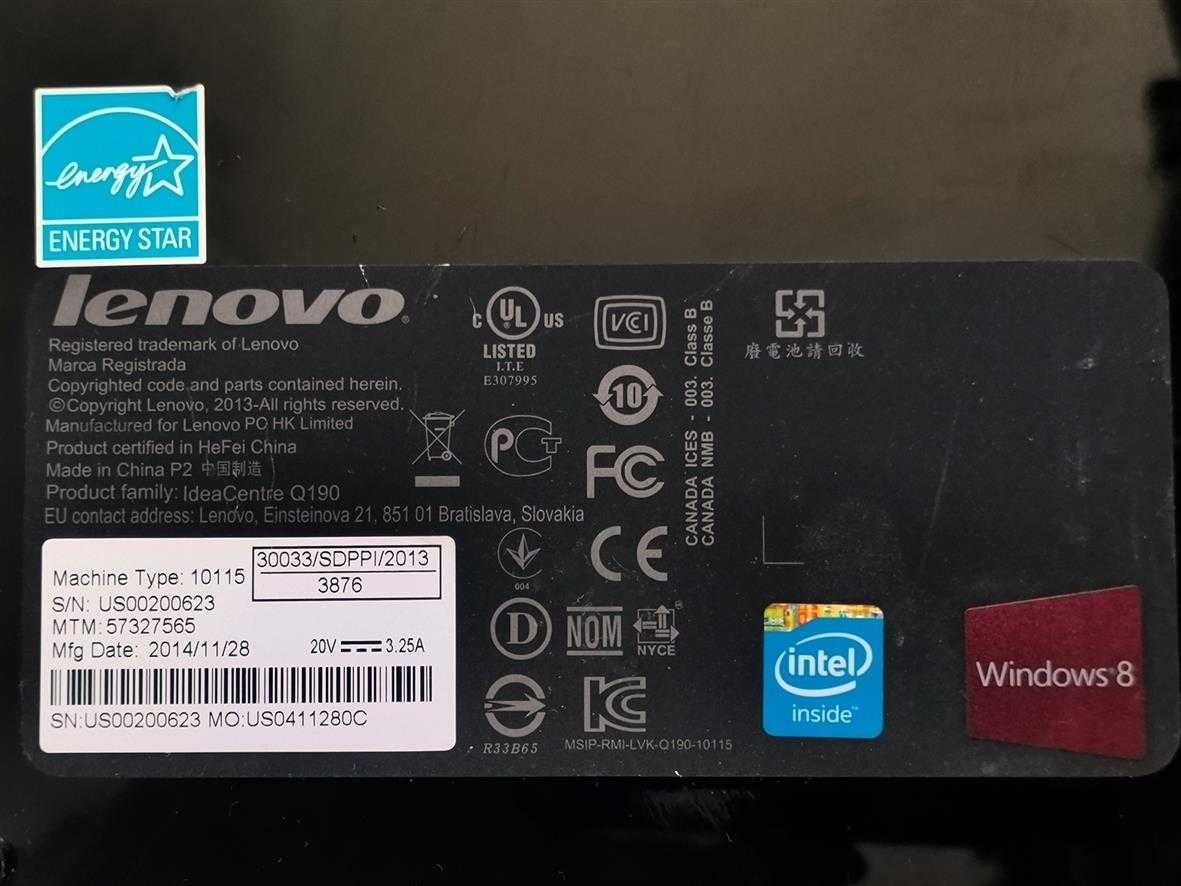 energy
ENERGY STAR
lenovo
Registered trademark of Lenovo
Marca Registrada
Copyrighted code and parts contained herein.
©Copyright Lenovo, 2013-All rights reserved.
Manufactured for Lenovo PC HK Limited
Product certified in HeFei China
Made in China P2 中国制造
Product family: IdeaCentre Q190
EU contact address: Lenovo, Einsteinova 21, 851 01 Bratislava, Slovakia
Machine Type: 10115
30033/SDPPI/2013
3876
S/N: US00200623
MTM: 57327565
Mfg Date: 2014/11/28
20V 3.25A
SN:US00200623 MO:US0411280C
C UL US
LISTED
I.T.E
E307995
VCI
10
PCT
FC
CE
004
D
NOM
NYCE
R33B65
KC
MSIP-RMI-LVK-Q190-10115
CANADA ICES - 003. Class B
CANADA NMB - 003. Classe B
廢電池請回收
intel
inside™
Windows 8